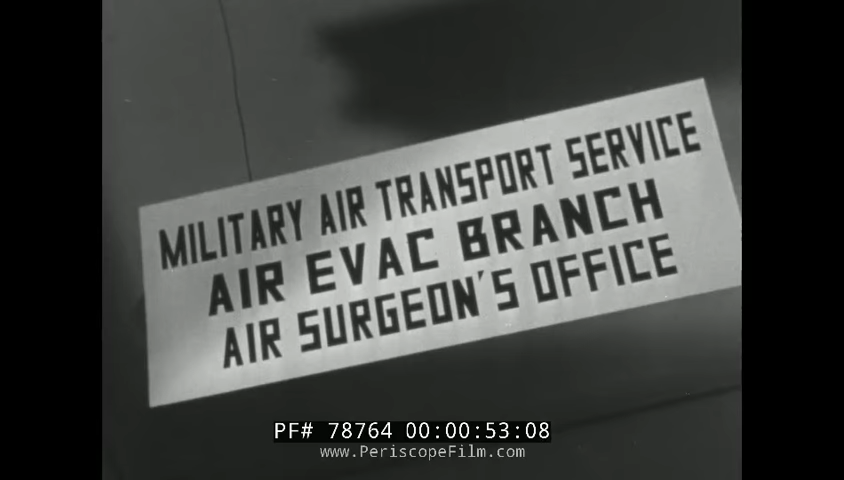 MILITARY AIR TRANSPORT SERVICE
AIR EVAC BRANCH
AIR SURGEON'S OFFICE
PF# 78764 00:00:53:08
www.PeriscopeFilm.com